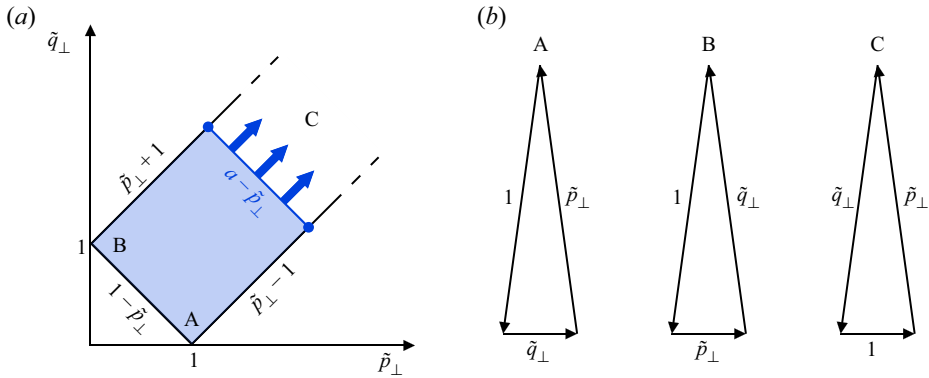 (a)
q̃⊥
p̃⊥ + 1
C
a − p̃⊥
1
B
1 − p̃⊥
A
p̃⊥ − 1
1
p̃⊥
(b)
A
1
p̃⊥
q̃⊥
B
1
q̃⊥
p̃⊥
C
q̃⊥
p̃⊥
1